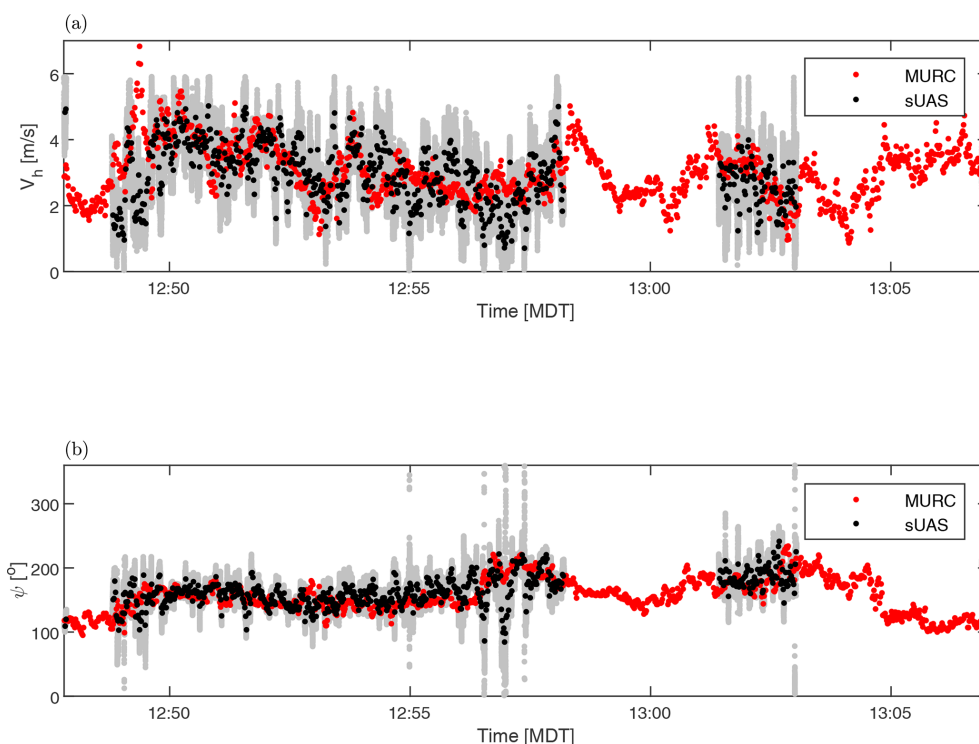 (a)
V_h [m/s]
6
4
2
0
MURC
sUAS
12:50 12:55 13:00 13:05
Time [MDT]
(b)
ψ [°]
300
200
100
0
MURC
sUAS
12:50 12:55 13:00 13:05
Time [MDT]